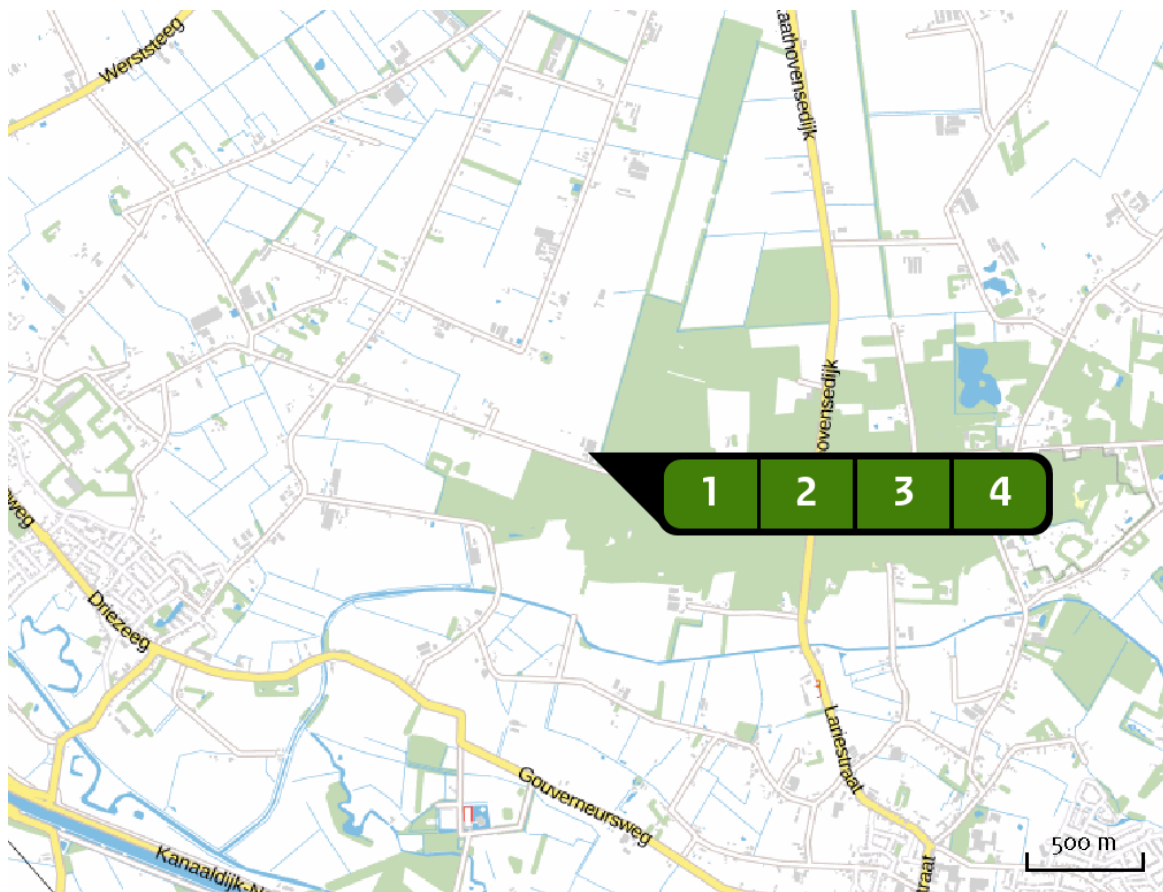 Werststeeg
aathovensedijk
ovensedijk
1 2 3 4
weg
Driezeeg
Lariestraat
Gouverneursweg
Kanaaldijk-N
500 m
straat